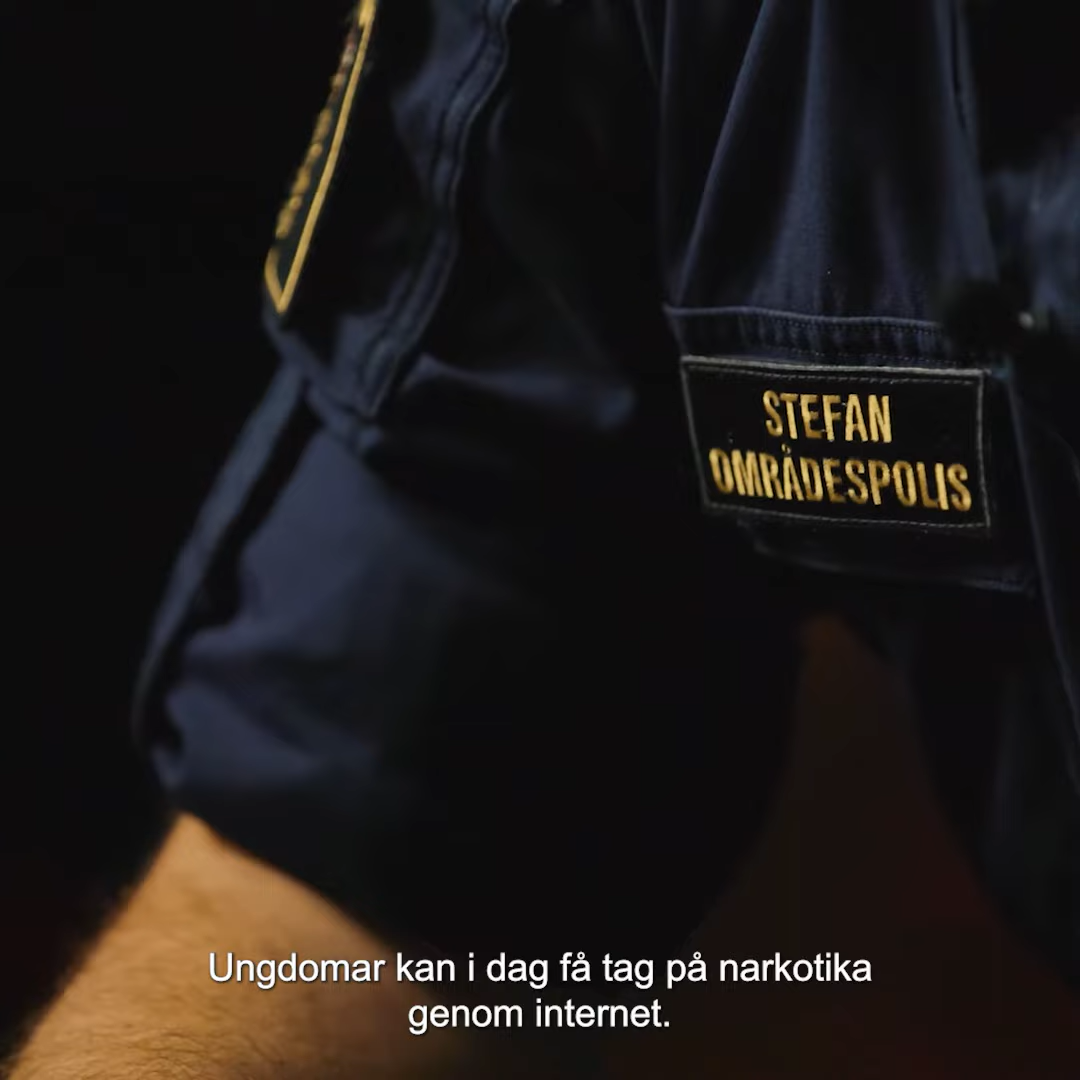 STEFAN
OMRÅDESPOLIS
Ungdomar kan i dag få tag på narkotika
genom internet.